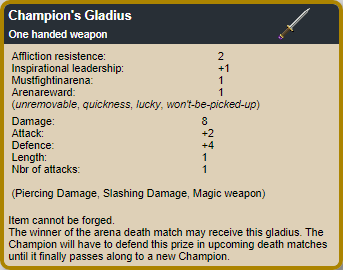 Champion's Gladius
One handed weapon
Affliction resistence: 2
Inspirational leadership: +1
Mustfightinarena: 1
Arenareward: 1
(unremovable, quickness, lucky, won't-be-picked-up)
Damage: 8
Attack: +2
Defence: +4
Length: 1
Nbr of attacks: 1
(Piercing Damage, Slashing Damage, Magic weapon)
Item cannot be forged.
The winner of the arena death match may receive this gladius. The
Champion will have to defend this prize in upcoming death matches
until it finally passes along to a new Champion.